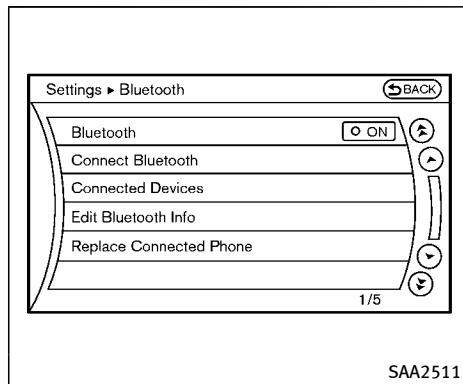 Settings ▸ Bluetooth BACK
Bluetooth ON
Connect Bluetooth
Connected Devices
Edit Bluetooth Info
Replace Connected Phone
1/5
SAA2511